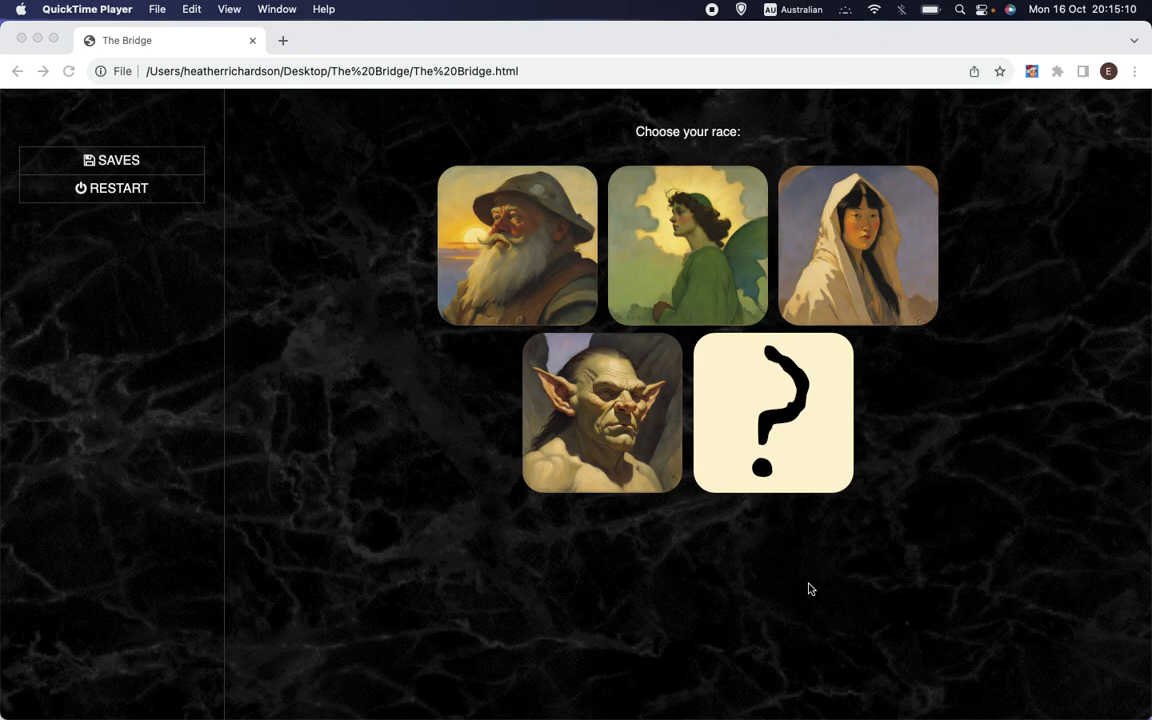 QuickTime Player File Edit View Window Help AU Australian Mon 16 Oct 20:15:10
The Bridge
File /Users/heatherrichardson/Desktop/The%20Bridge/The%20Bridge.html E
Choose your race:
SAVES
RESTART
?